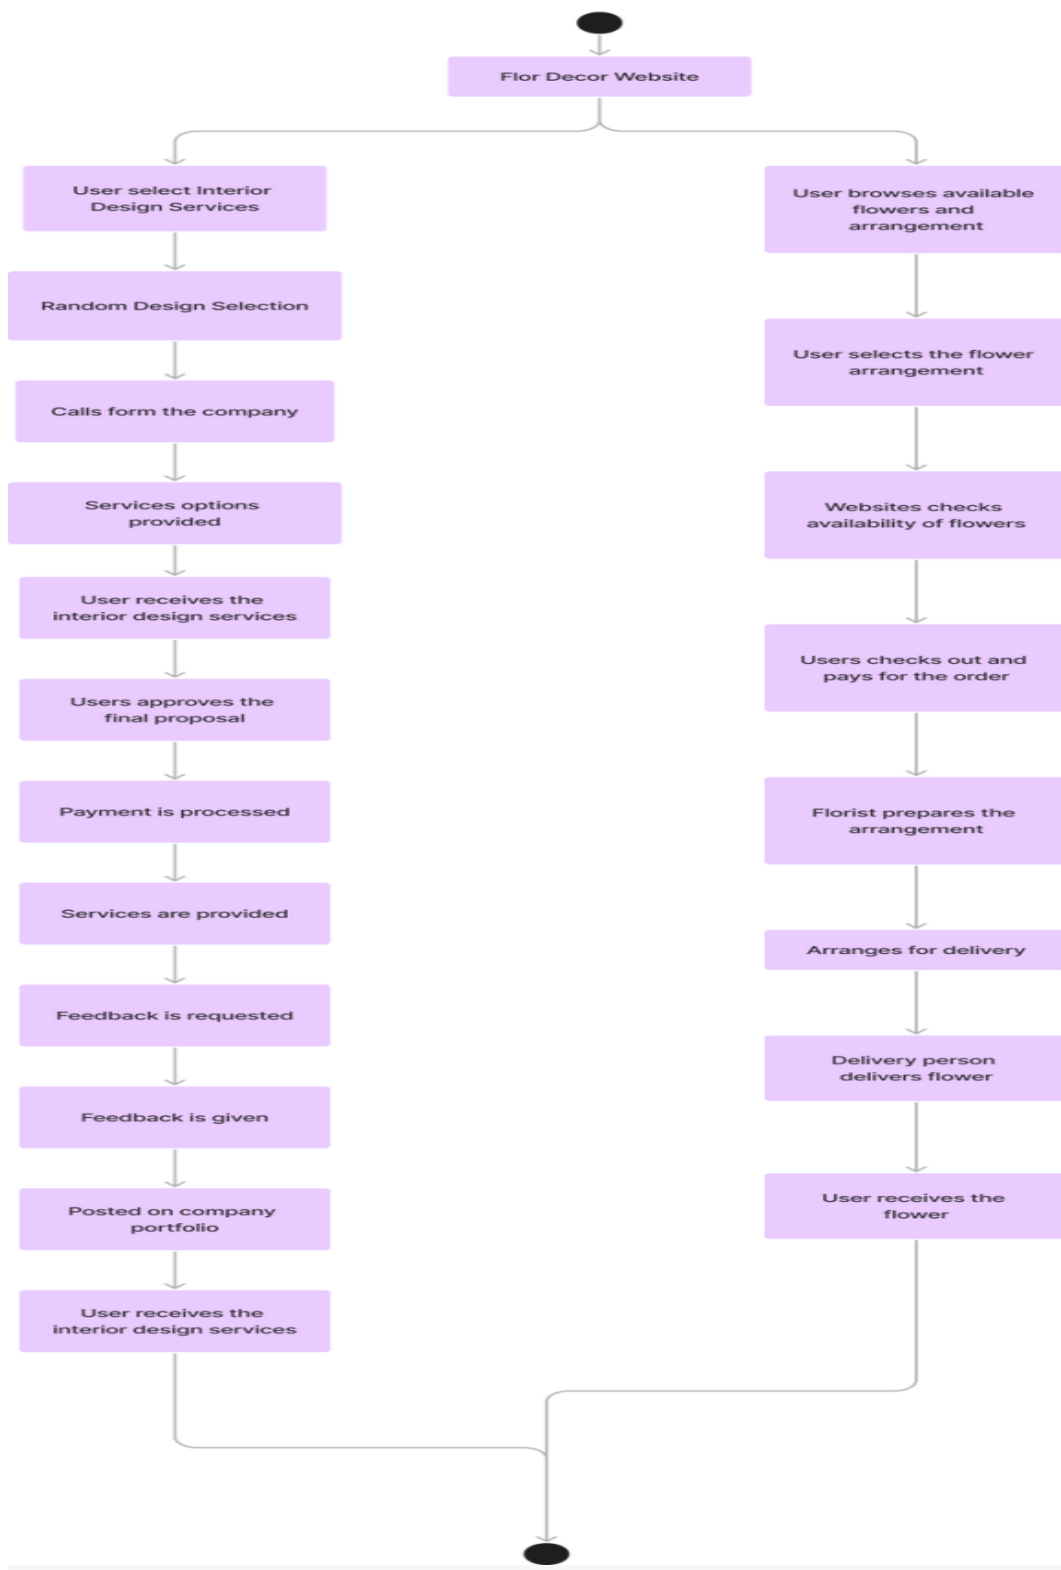 Flor Decor Website
User select Interior
Design Services
Random Design Selection
Calls form the company
Services options
provided
User receives the
interior design services
Users approves the
final proposal
Payment is processed
Services are provided
Feedback is requested
Feedback is given
Posted on company
portfolio
User receives the
interior design services
User browses available
flowers and
arrangement
User selects the flower
arrangement
Websites checks
availability of flowers
Users checks out and
pays for the order
Florist prepares the
arrangement
Arranges for delivery
Delivery person
delivers flower
User receives the
flower